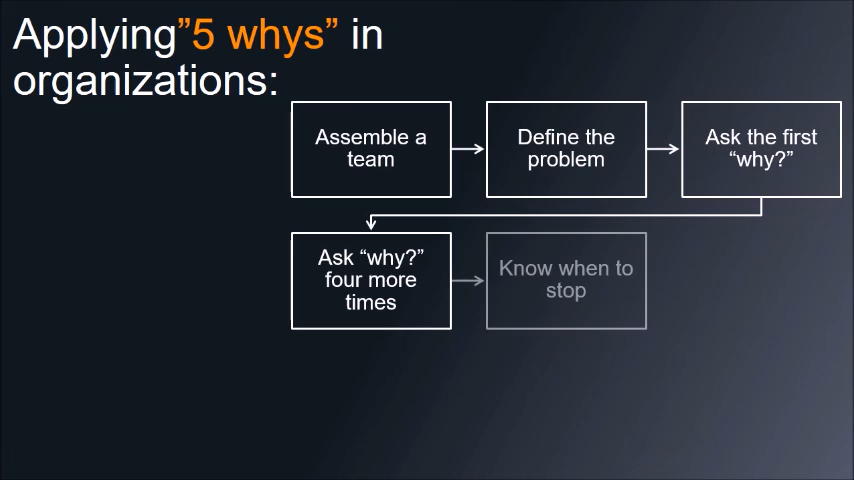 Applying”5 whys” in
organizations:
Assemble a
team
Define the
problem
Ask the first
“why?”
Ask “why?”
four more
times
Know when to
stop